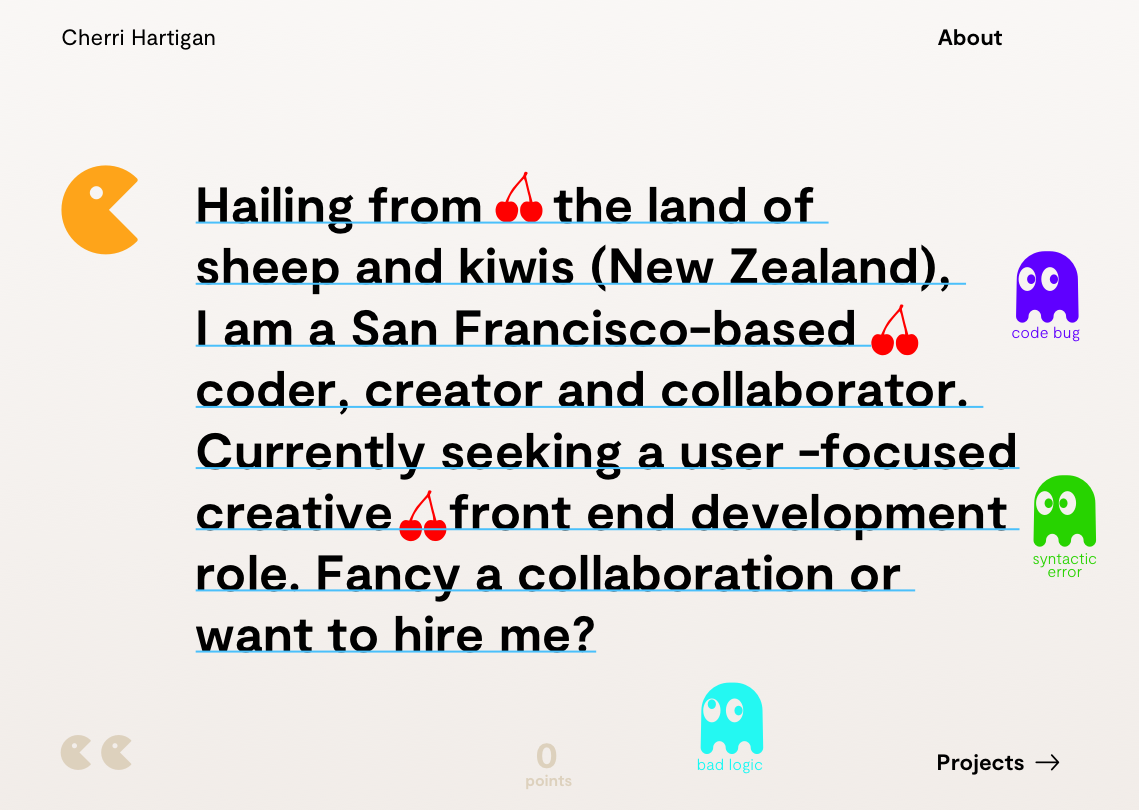 Cherri Hartigan
About
Hailing from the land of
sheep and kiwis (New Zealand),
I am a San Francisco-based
coder, creator and collaborator.
Currently seeking a user -focused
creative front end development
role. Fancy a collaboration or
want to hire me?
code bug
syntactic
error
bad logic
0
points
Projects →